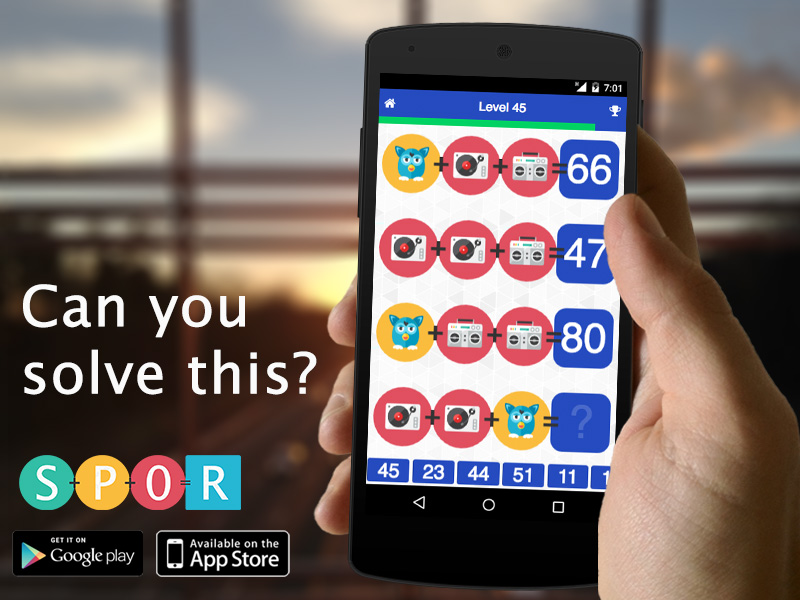 7:01
Level 45
+ + = 66
+ + = 47
+ + = 80
+ + = ?
45 23 44 51 11
Can you
solve this?
S+P+O=R
GET IT ON
Google play
Available on the
App Store